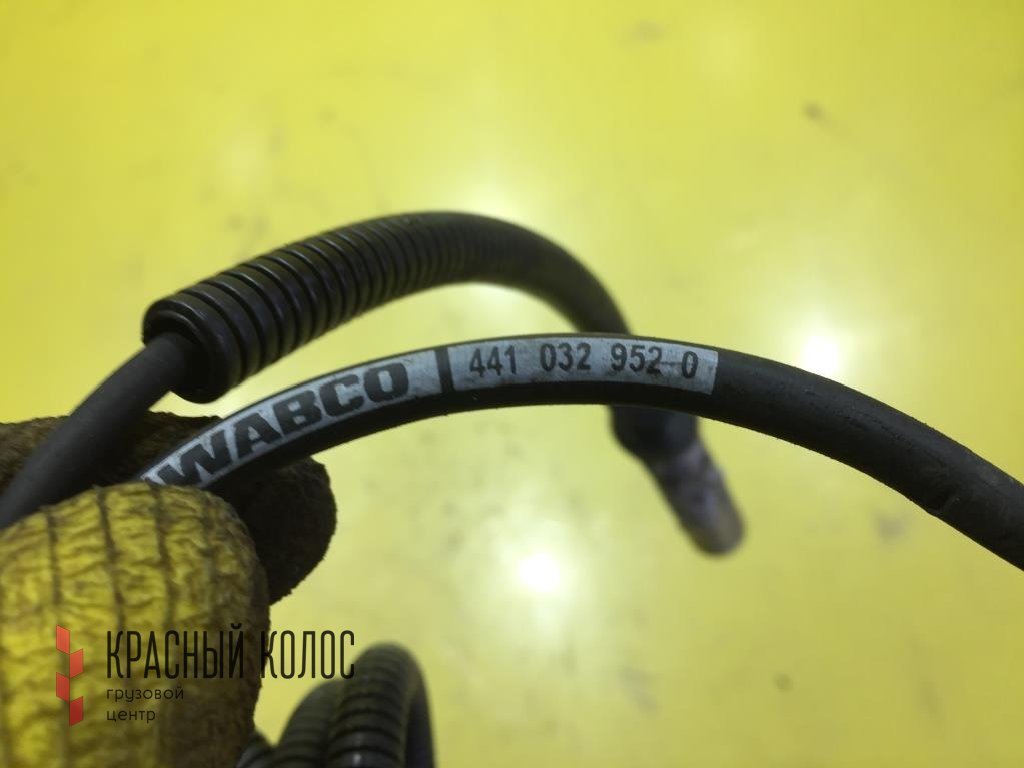 WABCO 441 032 952 0
КРАСНЫЙ КОЛОС
грузовой
центр